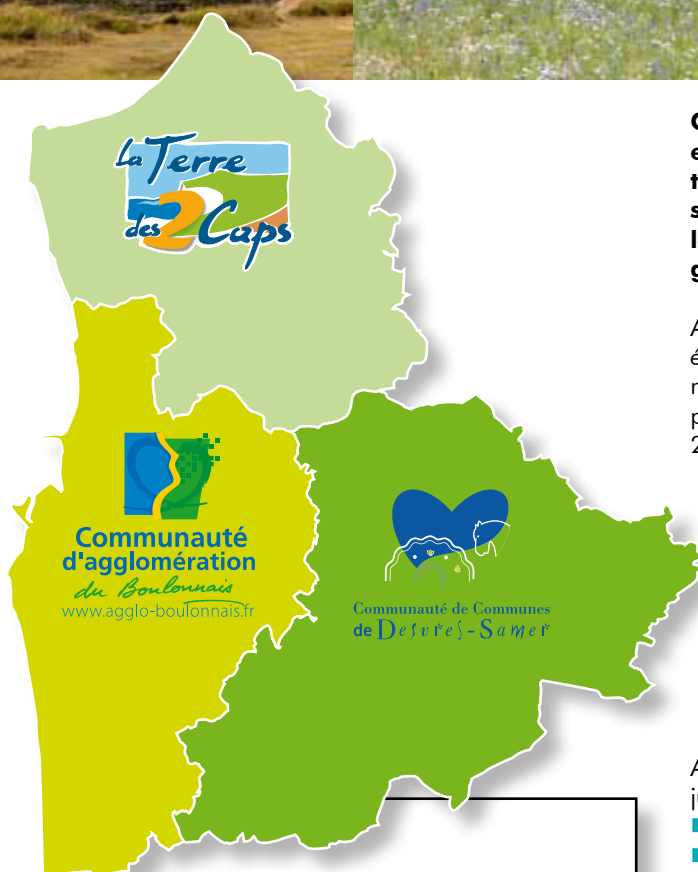 La Terre
des 2 Caps
Communauté
d'agglomération
du Boulonnais
www.agglo-boulonnais.fr
Communauté de Communes
de Desvres-Samer